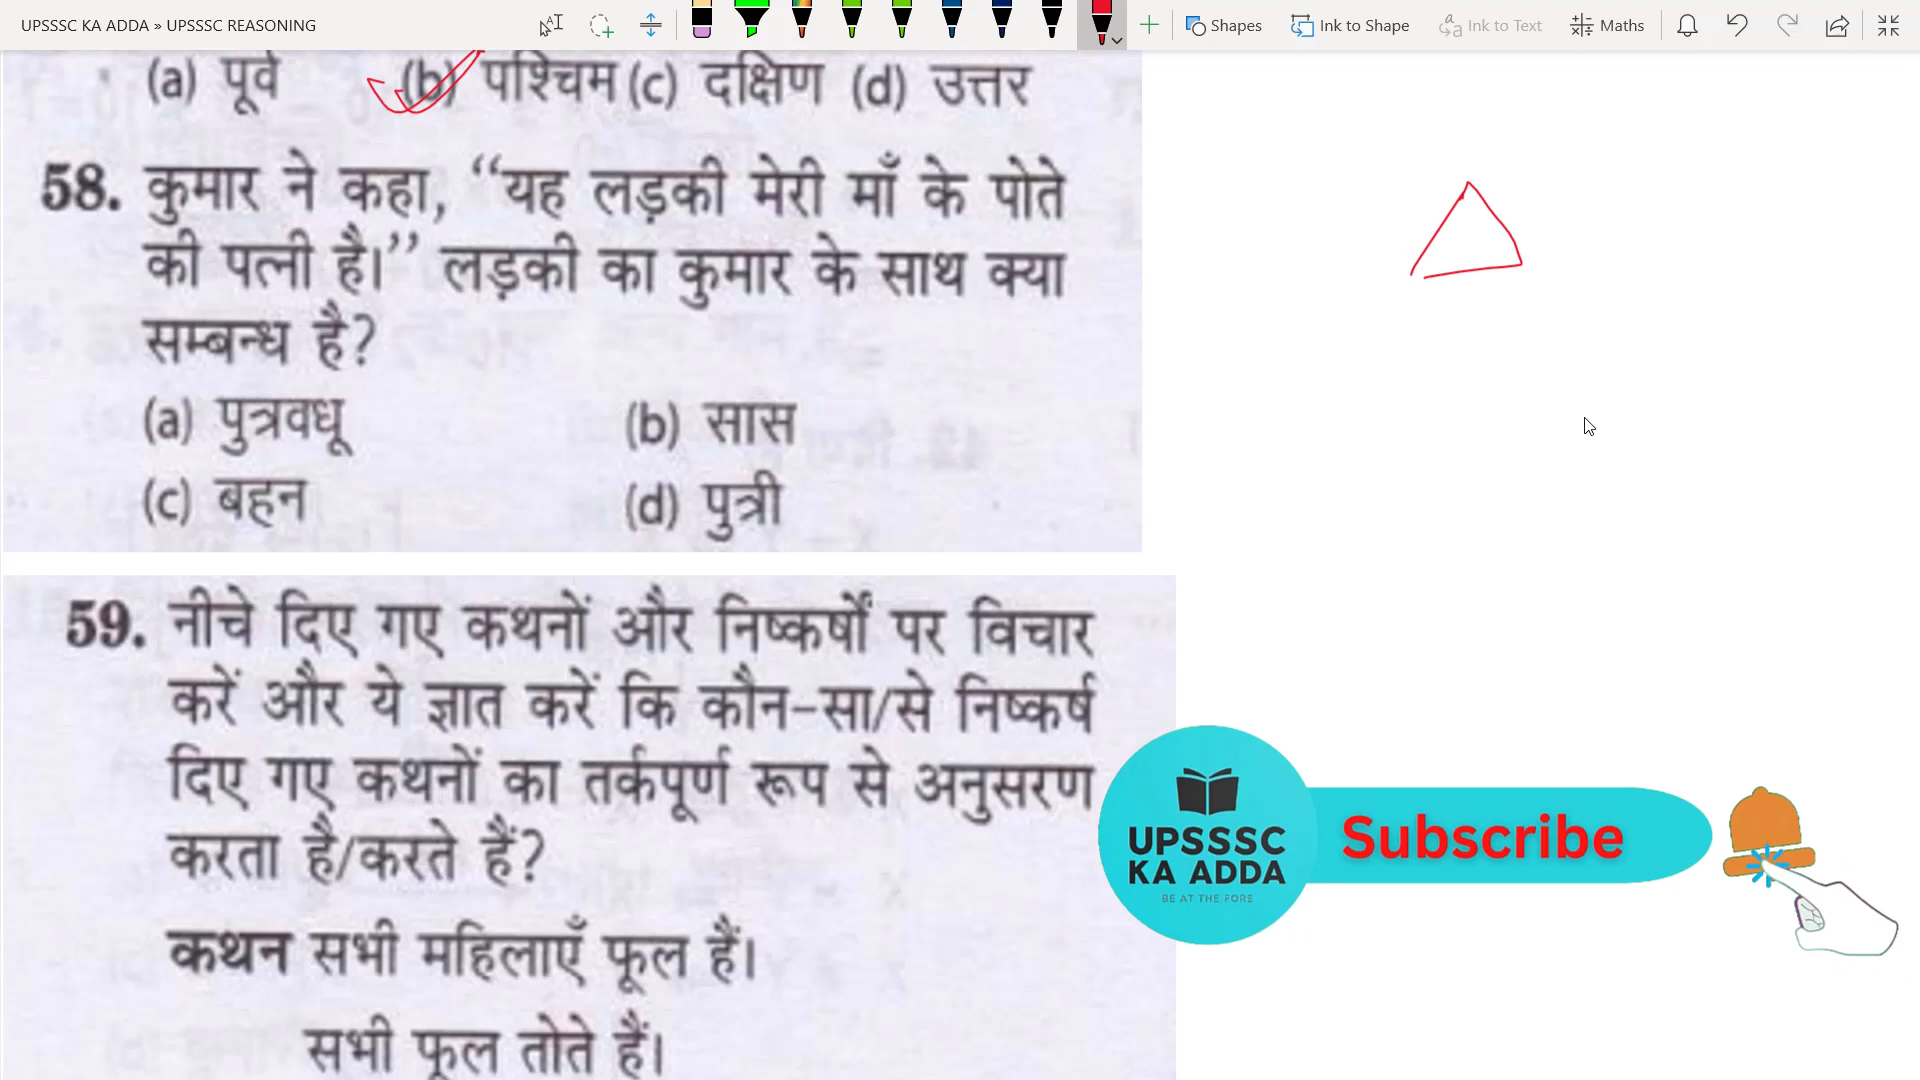 UPSSSC KA ADDA » UPSSSC REASONING
Shapes
Ink to Shape
Ink to Text
Maths
(a) पूर्व (b) पश्चिम (c) दक्षिण (d) उत्तर
58. कुमार ने कहा, ‘‘यह लड़की मेरी माँ के पोते
की पत्नी है।’’ लड़की का कुमार के साथ क्या
सम्बन्ध है?
(a) पुत्रवधू (b) सास
(c) बहन (d) पुत्री
59. नीचे दिए गए कथनों और निष्कर्षों पर विचार
करें और ये ज्ञात करें कि कौन-सा/से निष्कर्ष
दिए गए कथनों का तर्कपूर्ण रूप से अनुसरण
करता है/करते हैं?
कथन सभी महिलाएँ फूल हैं।
सभी फूल तोते हैं।
UPSSSC
KA ADDA
BE AT THE FORE
Subscribe